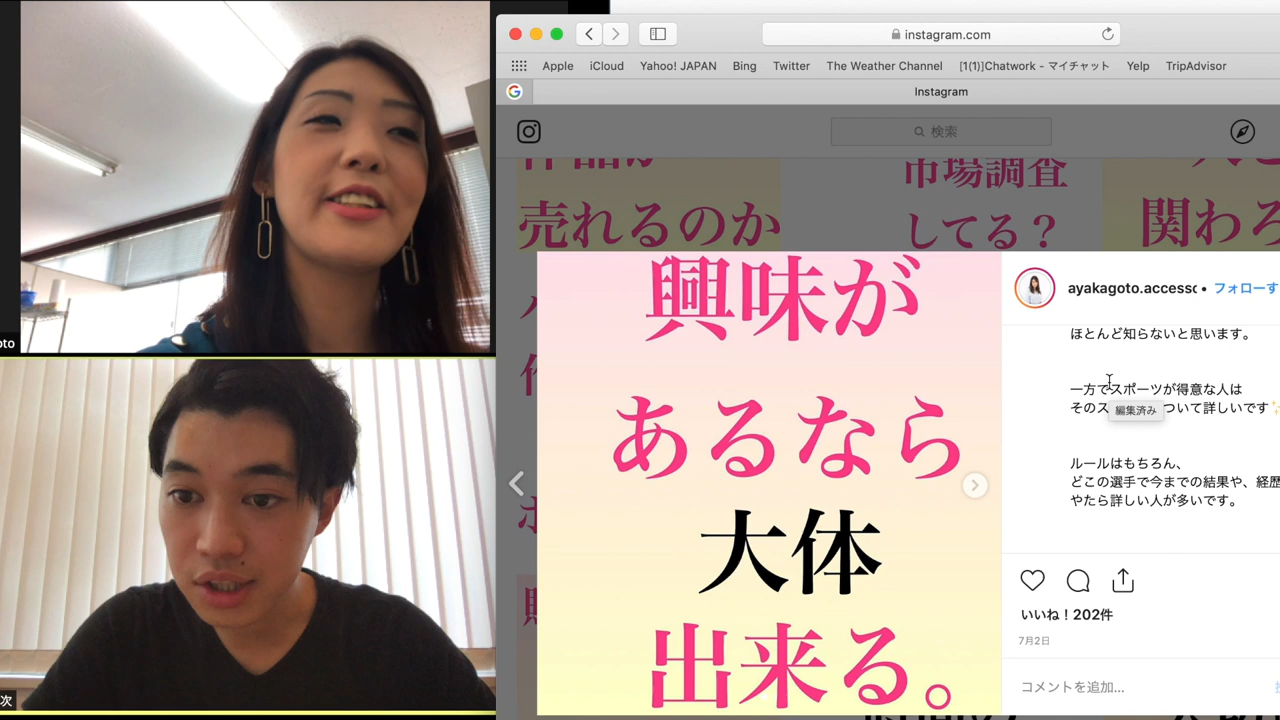 instagram.com
Apple iCloud Yahoo! JAPAN Bing Twitter The Weather Channel [1(1)]Chatwork - マイチャット Yelp TripAdvisor
Instagram
検索
売れるのか
市場調査
してる？
関わ
興味が
あるなら
大体
出来る。
ayakagoto.accessc • フォローす
ほとんど知らないと思います。
一方でスポーツが得意な人は
そのス
ついて詳しいです
編集済み
ルールはもちろん、
どこの選手で今までの結果や、経歴
やたら詳しい人が多いです。
いいね！202件
7月2日
コメントを追加...
oto
次